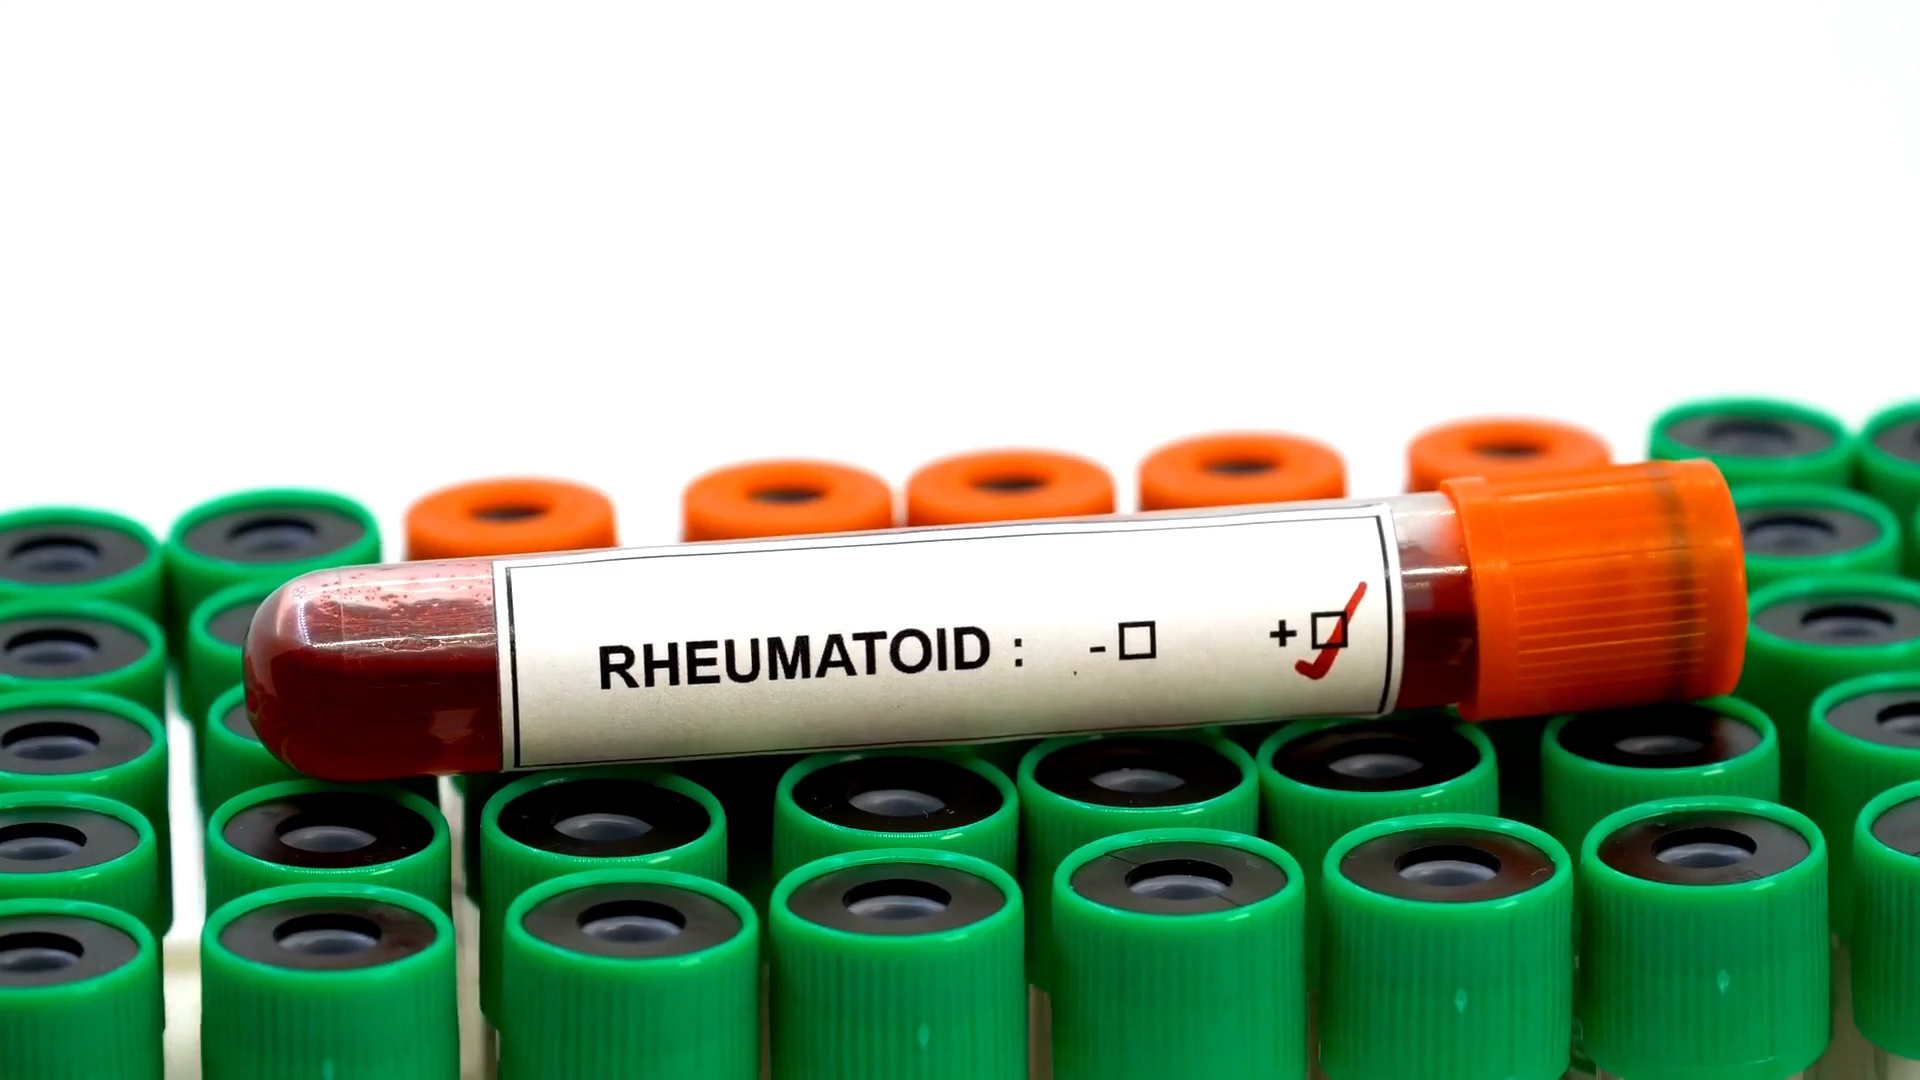 RHEUMATOID : - □ + □